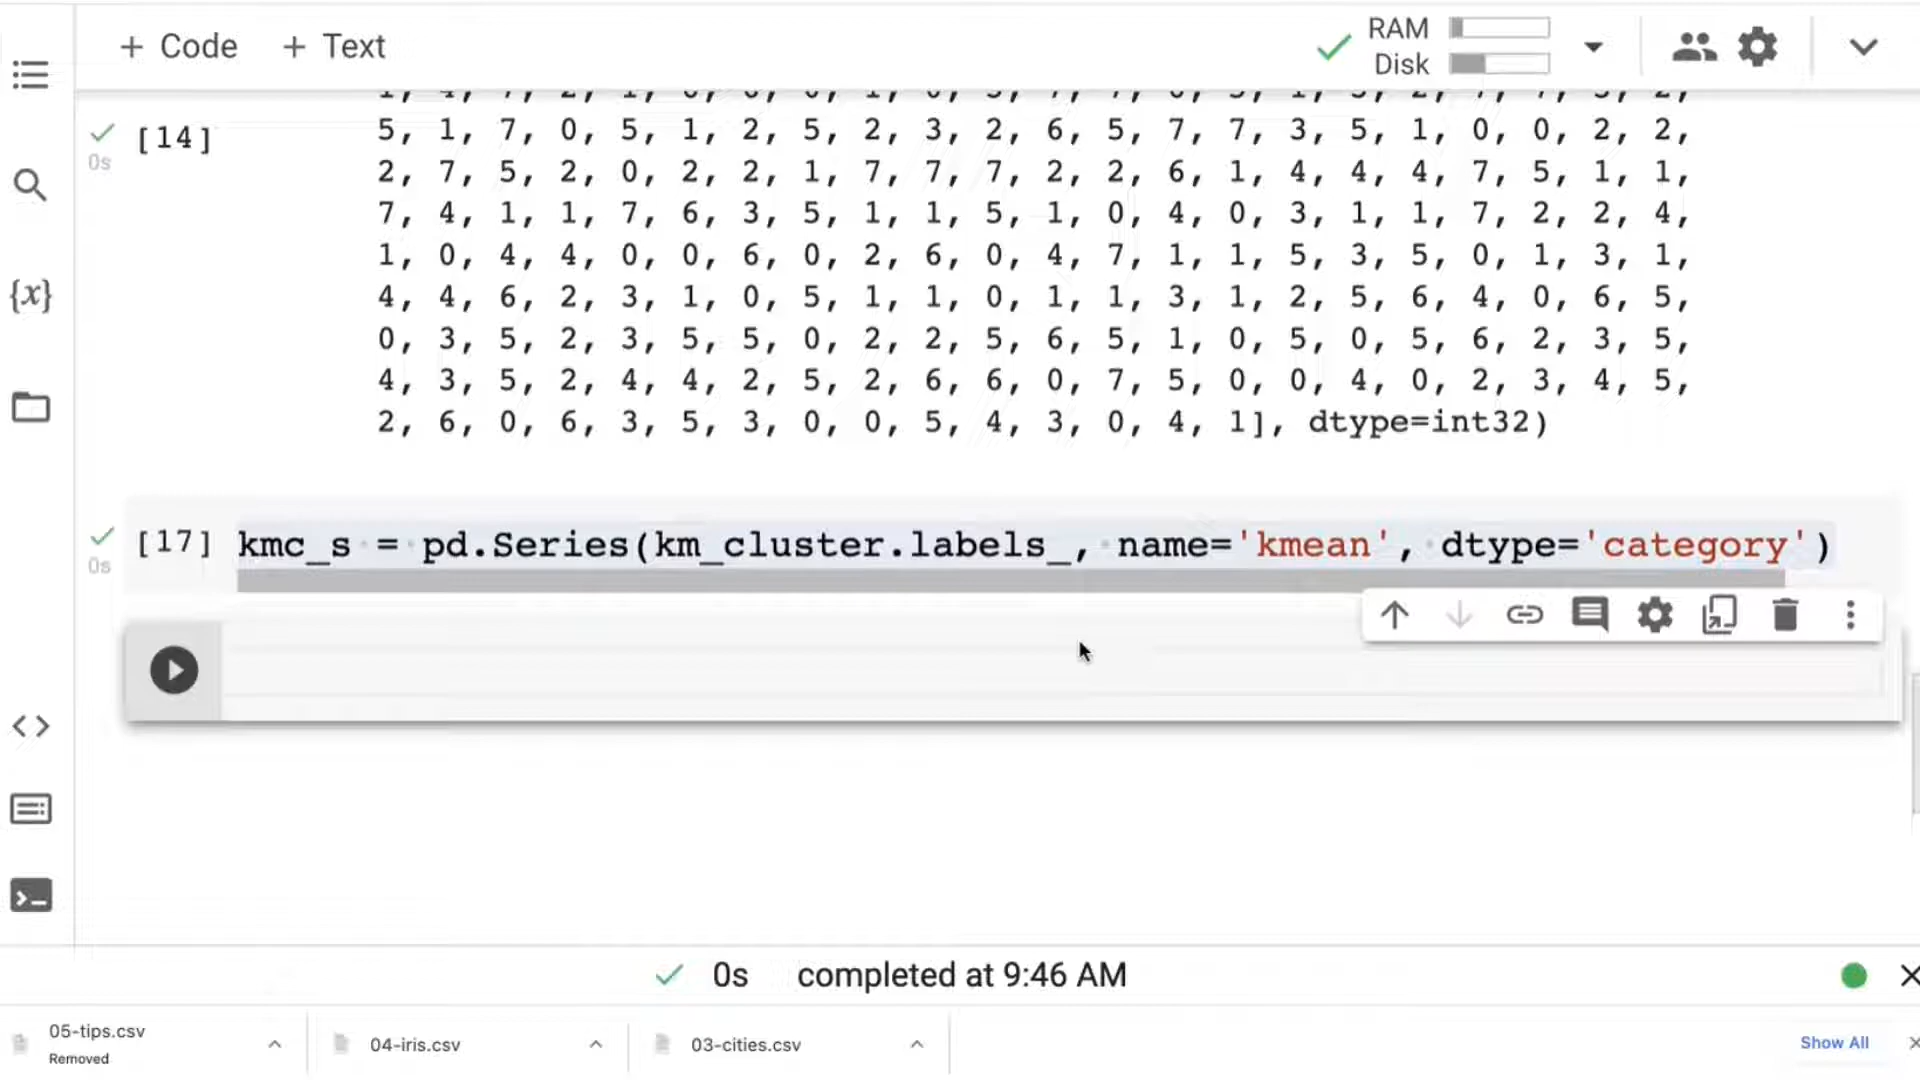 + Code + Text
RAM
Disk
[14]
5, 1, 7, 0, 5, 1, 2, 5, 2, 3, 2, 6, 5, 7, 7, 3, 5, 1, 0, 0, 2, 2,
0s
2, 7, 5, 2, 0, 2, 2, 1, 7, 7, 7, 2, 2, 6, 1, 4, 4, 4, 7, 5, 1, 1,
7, 4, 1, 1, 7, 6, 3, 5, 1, 1, 5, 1, 0, 4, 0, 3, 1, 1, 7, 2, 2, 4,
{x}
1, 0, 4, 4, 0, 0, 6, 0, 2, 6, 0, 4, 7, 1, 1, 5, 3, 5, 0, 1, 3, 1,
4, 4, 6, 2, 3, 1, 0, 5, 1, 1, 0, 1, 1, 3, 1, 2, 5, 6, 4, 0, 6, 5,
0, 3, 5, 2, 3, 5, 5, 0, 2, 2, 5, 6, 5, 1, 0, 5, 0, 5, 6, 2, 3, 5,
4, 3, 5, 2, 4, 4, 2, 5, 2, 6, 6, 0, 7, 5, 0, 0, 4, 0, 2, 3, 4, 5,
2, 6, 0, 6, 3, 5, 3, 0, 0, 5, 4, 3, 0, 4, 1], dtype=int32)
[17] kmc_s = pd.Series(km_cluster.labels_, name='kmean', dtype='category')
0s
0s completed at 9:46 AM
05-tips.csv
Removed
04-iris.csv
03-cities.csv
Show All